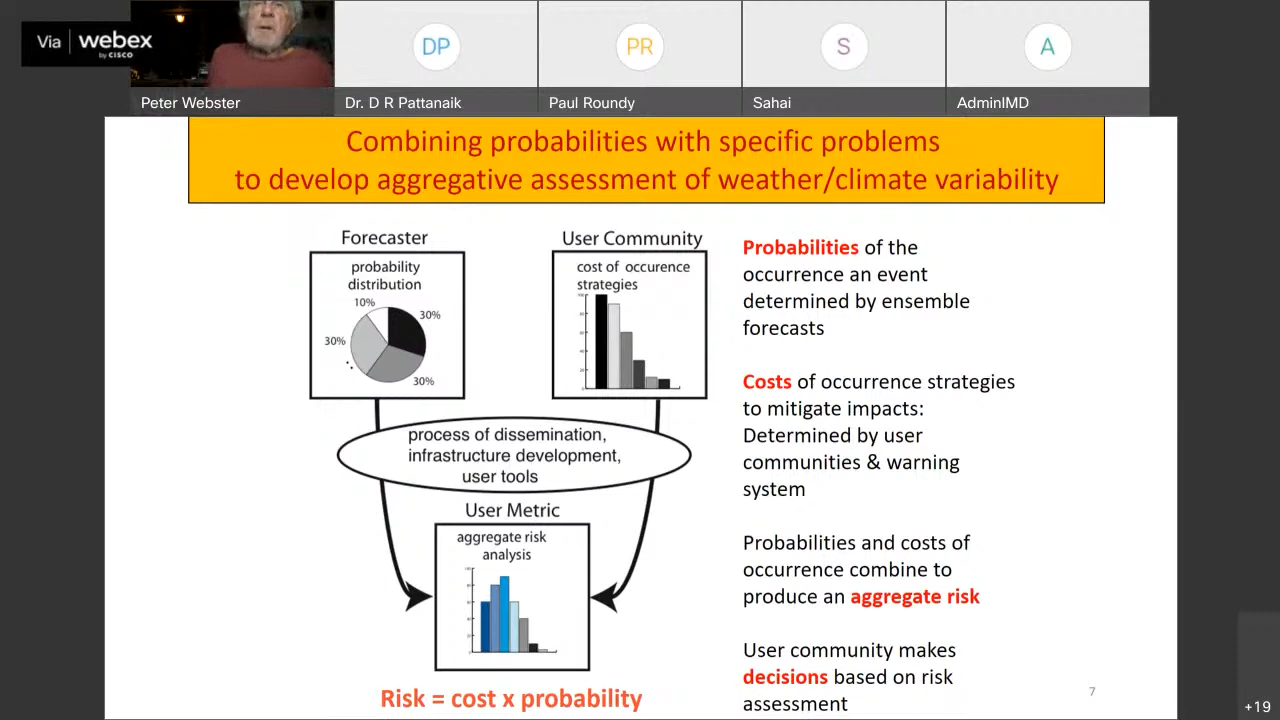 Via webex
by CISCO
DP
PR
S
A
Peter Webster
Dr. D R Pattanaik
Paul Roundy
Sahai
AdminIMD
Combining probabilities with specific problems
to develop aggregative assessment of weather/climate variability
Forecaster
probability
distribution
10%
30%
30%
30%
User Community
cost of occurence
strategies
process of dissemination,
infrastructure development,
user tools
User Metric
aggregate risk
analysis
Risk = cost x probability
Probabilities of the
occurrence an event
determined by ensemble
forecasts
Costs of occurrence strategies
to mitigate impacts:
Determined by user
communities & warning
system
Probabilities and costs of
occurrence combine to
produce an aggregate risk
User community makes
decisions based on risk
assessment
7
+19